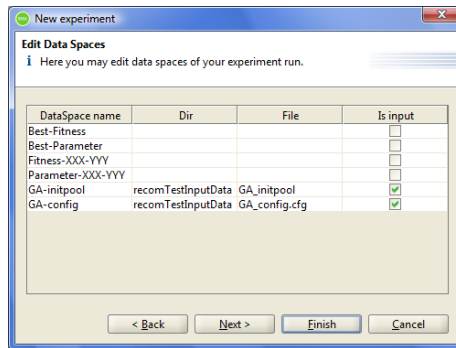 New experiment
Edit Data Spaces
i Here you may edit data spaces of your experiment run.
DataSpace name Dir File Is input
Best-Fitness
Best-Parameter
Fitness-XXX-YYY
Parameter-XXX-YYY
GA-initpool recomTestInputData GA_initpool
GA-config recomTestInputData GA_config.cfg
< Back Next > Finish Cancel